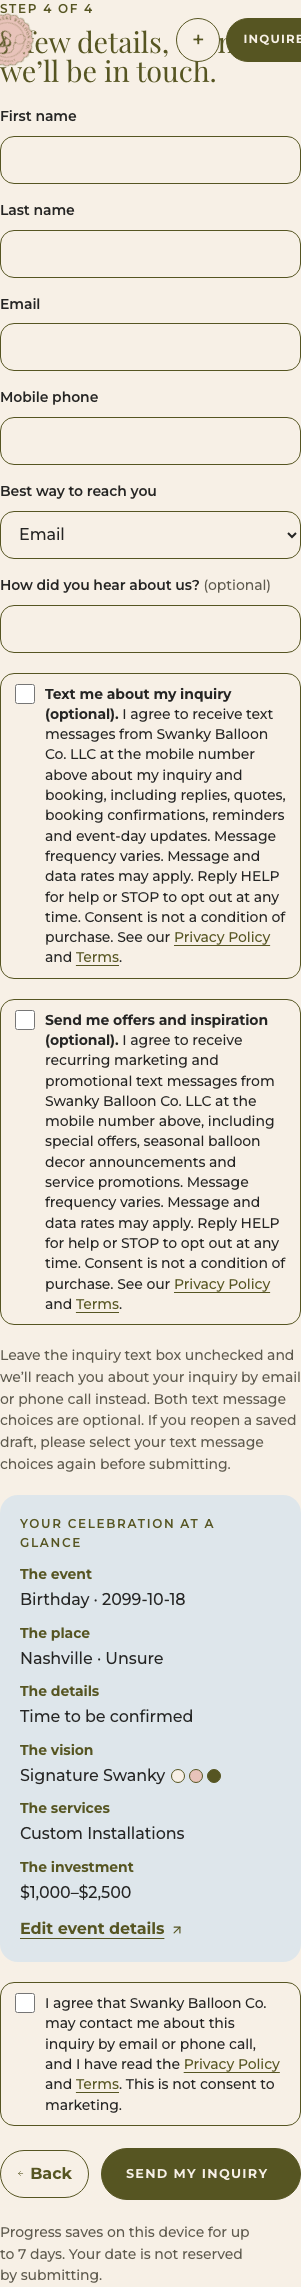 STEP 4 OF 4
few details,
we'll be in touch.
+
INQUIRE
First name
Last name
Email
Mobile phone
Best way to reach you
Email
How did you hear about us? (optional)
Text me about my inquiry
(optional). I agree to receive text
messages from Swanky Balloon
Co. LLC at the mobile number
above about my inquiry and
booking, including replies, quotes,
booking confirmations, reminders
and event-day updates. Message
frequency varies. Message and
data rates may apply. Reply HELP
for help or STOP to opt out at any
time. Consent is not a condition of
purchase. See our Privacy Policy
and Terms.
Send me offers and inspiration
(optional). I agree to receive
recurring marketing and
promotional text messages from
Swanky Balloon Co. LLC at the
mobile number above, including
special offers, seasonal balloon
decor announcements and
service promotions. Message
frequency varies. Message and
data rates may apply. Reply HELP
for help or STOP to opt out at any
time. Consent is not a condition of
purchase. See our Privacy Policy
and Terms.
Leave the inquiry text box unchecked and
we'll reach you about your inquiry by email
or phone call instead. Both text message
choices are optional. If you reopen a saved
draft, please select your text message
choices again before submitting.
YOUR CELEBRATION AT A
GLANCE
The event
Birthday · 2099-10-18
The place
Nashville · Unsure
The details
Time to be confirmed
The vision
Signature Swanky
The services
Custom Installations
The investment
$1,000–$2,500
Edit event details ↗
I agree that Swanky Balloon Co.
may contact me about this
inquiry by email or phone call,
and I have read the Privacy Policy
and Terms. This is not consent to
marketing.
← Back
SEND MY INQUIRY
Progress saves on this device for up
to 7 days. Your date is not reserved
by submitting.